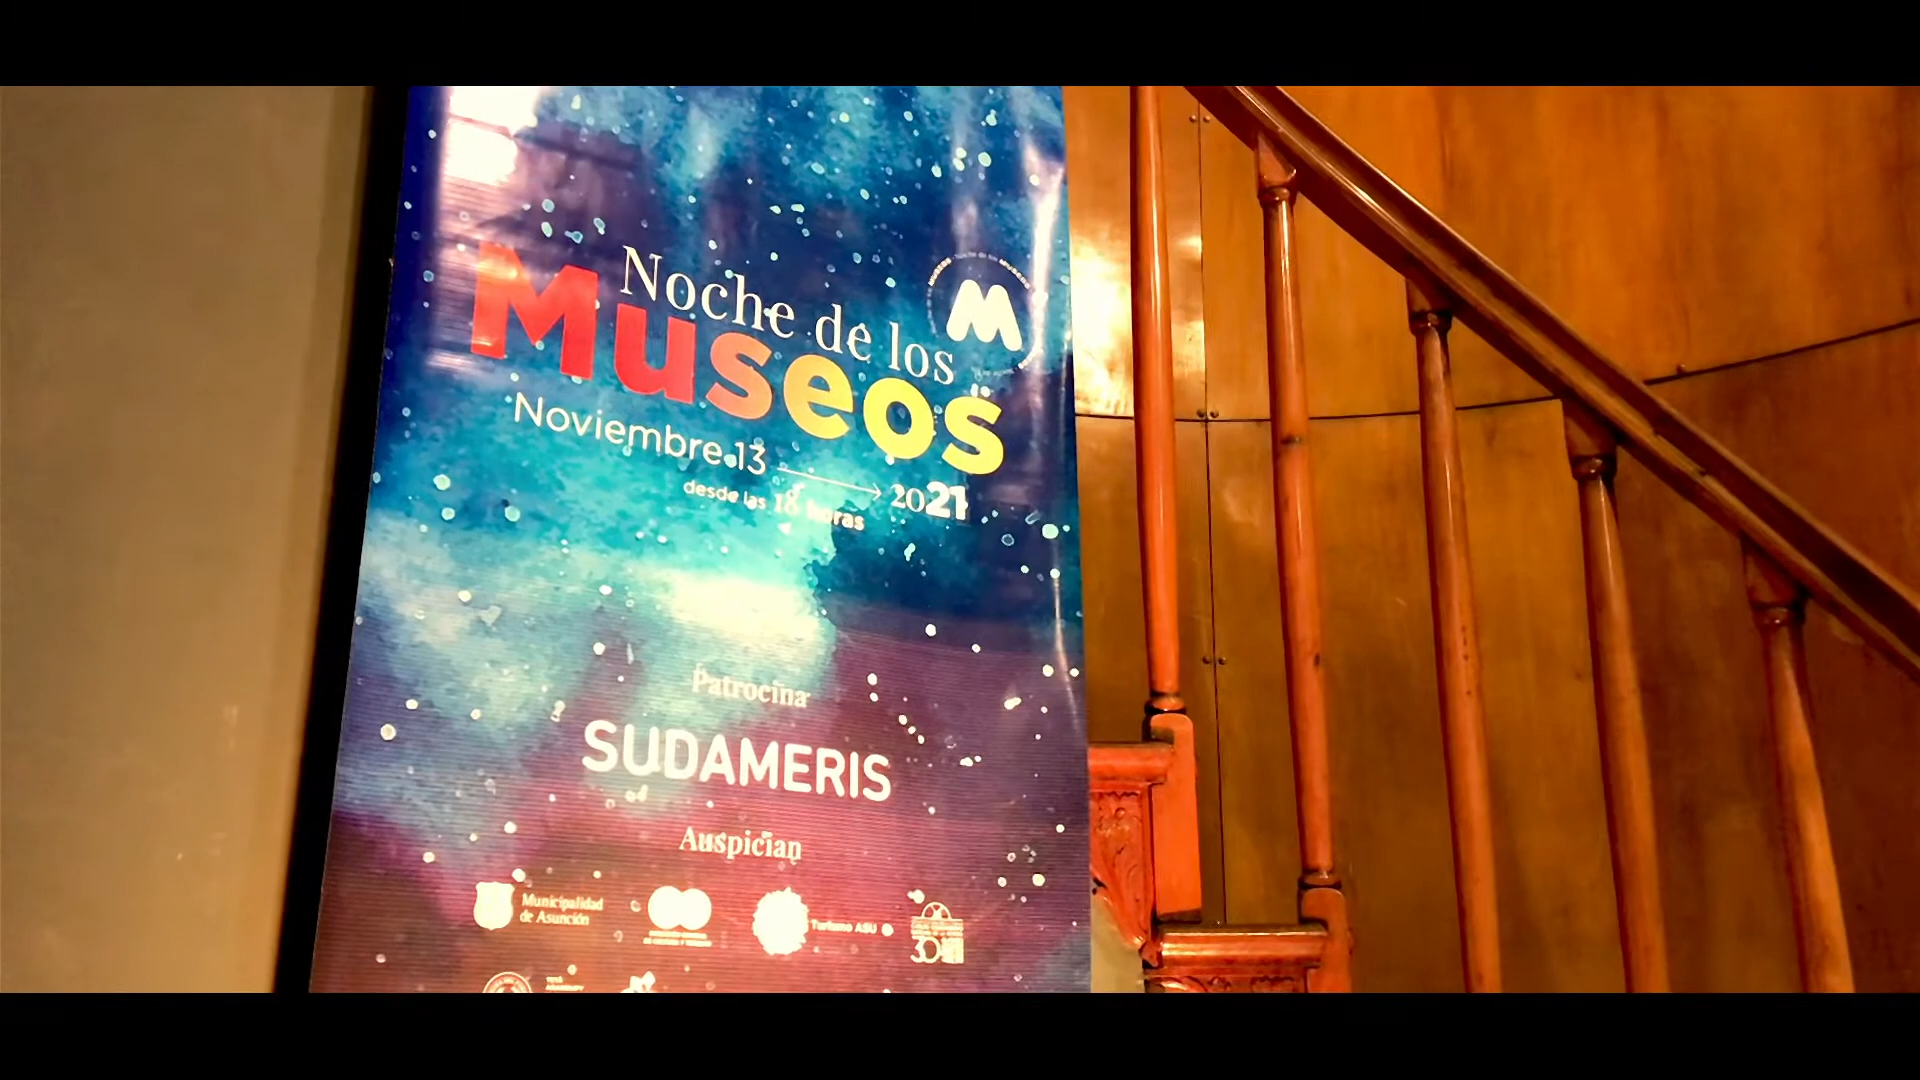 Noche de los
Museos
M
Noviembre 13 2021
desde las 18 horas
Patrocina
SUDAMERIS
Auspician
Municipalidad
de Asunción
Turismo ASU
30